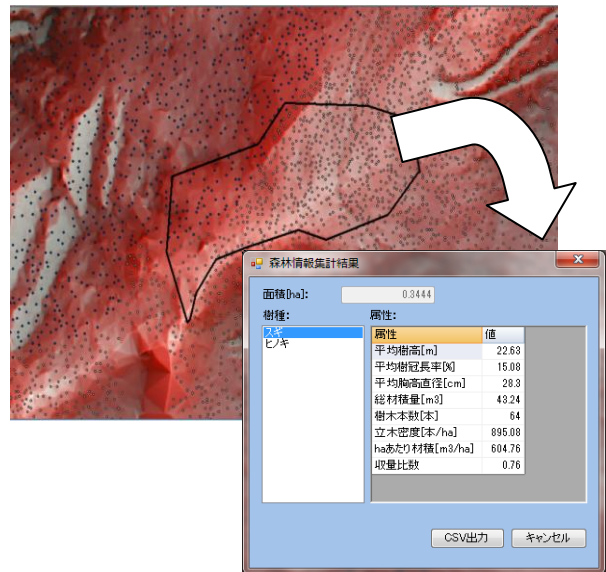 森林情報集計結果
面積[ha]: 0.3444
樹種: 属性:
スギ
ヒノキ
属性 値
平均樹高[m] 22.63
平均樹冠長率[%] 15.08
平均胸高直径[cm] 28.3
総材積量[m3] 43.24
樹木本数[本] 64
立木密度[本/ha] 895.08
haあたり材積[m3/ha] 604.76
収量比数 0.76
CSV出力 キャンセル